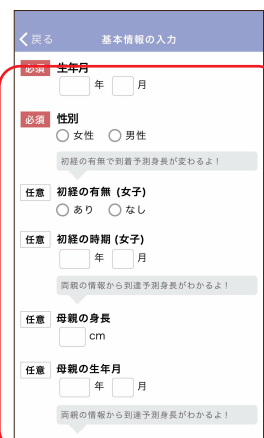 戻る 基本情報の入力
必須 生年月
年 月
必須 性別
女性 男性
初経の有無で到着予測身長が変わるよ！
任意 初経の有無 (女子)
あり なし
任意 初経の時期 (女子)
年 月
両親の情報から到達予測身長がわかるよ！
任意 母親の身長
cm
任意 母親の生年月
年 月
両親の情報から到達予測身長がわかるよ！